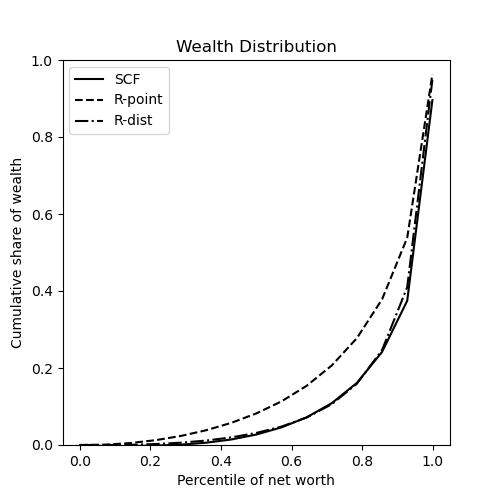 Wealth Distribution
SCF
R-point
R-dist
1.0
0.8
0.6
0.4
0.2
0.0
Cumulative share of wealth
0.0 0.2 0.4 0.6 0.8 1.0
Percentile of net worth